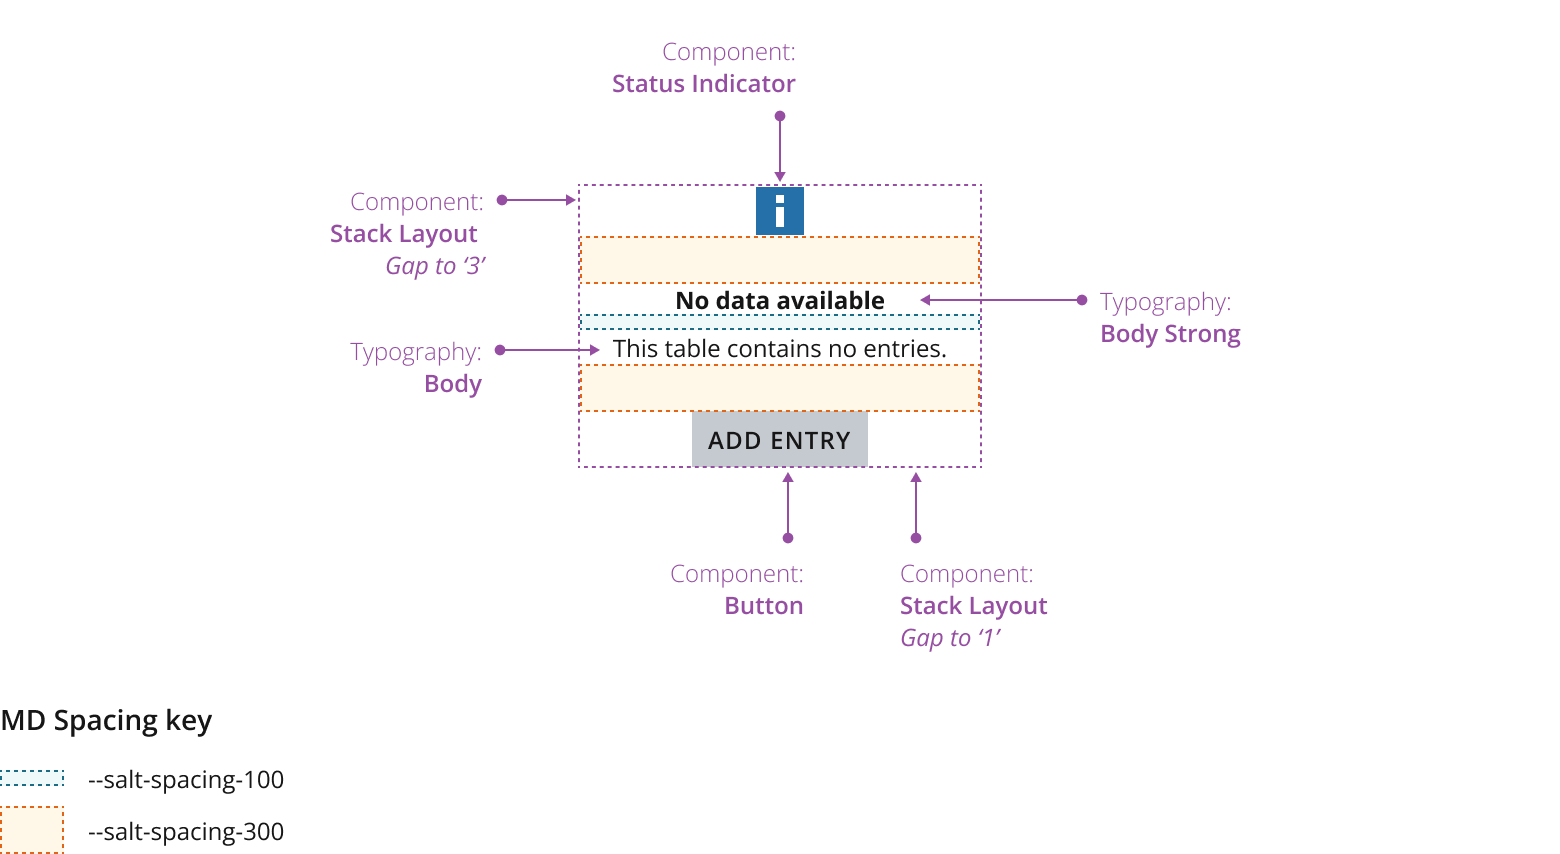 Component:
Status Indicator
Component:
Stack Layout
Gap to ‘3’
No data available
Typography:
Body Strong
This table contains no entries.
Typography:
Body
ADD ENTRY
Component:
Button
Component:
Stack Layout
Gap to ‘1’
MD Spacing key
--salt-spacing-100
--salt-spacing-300